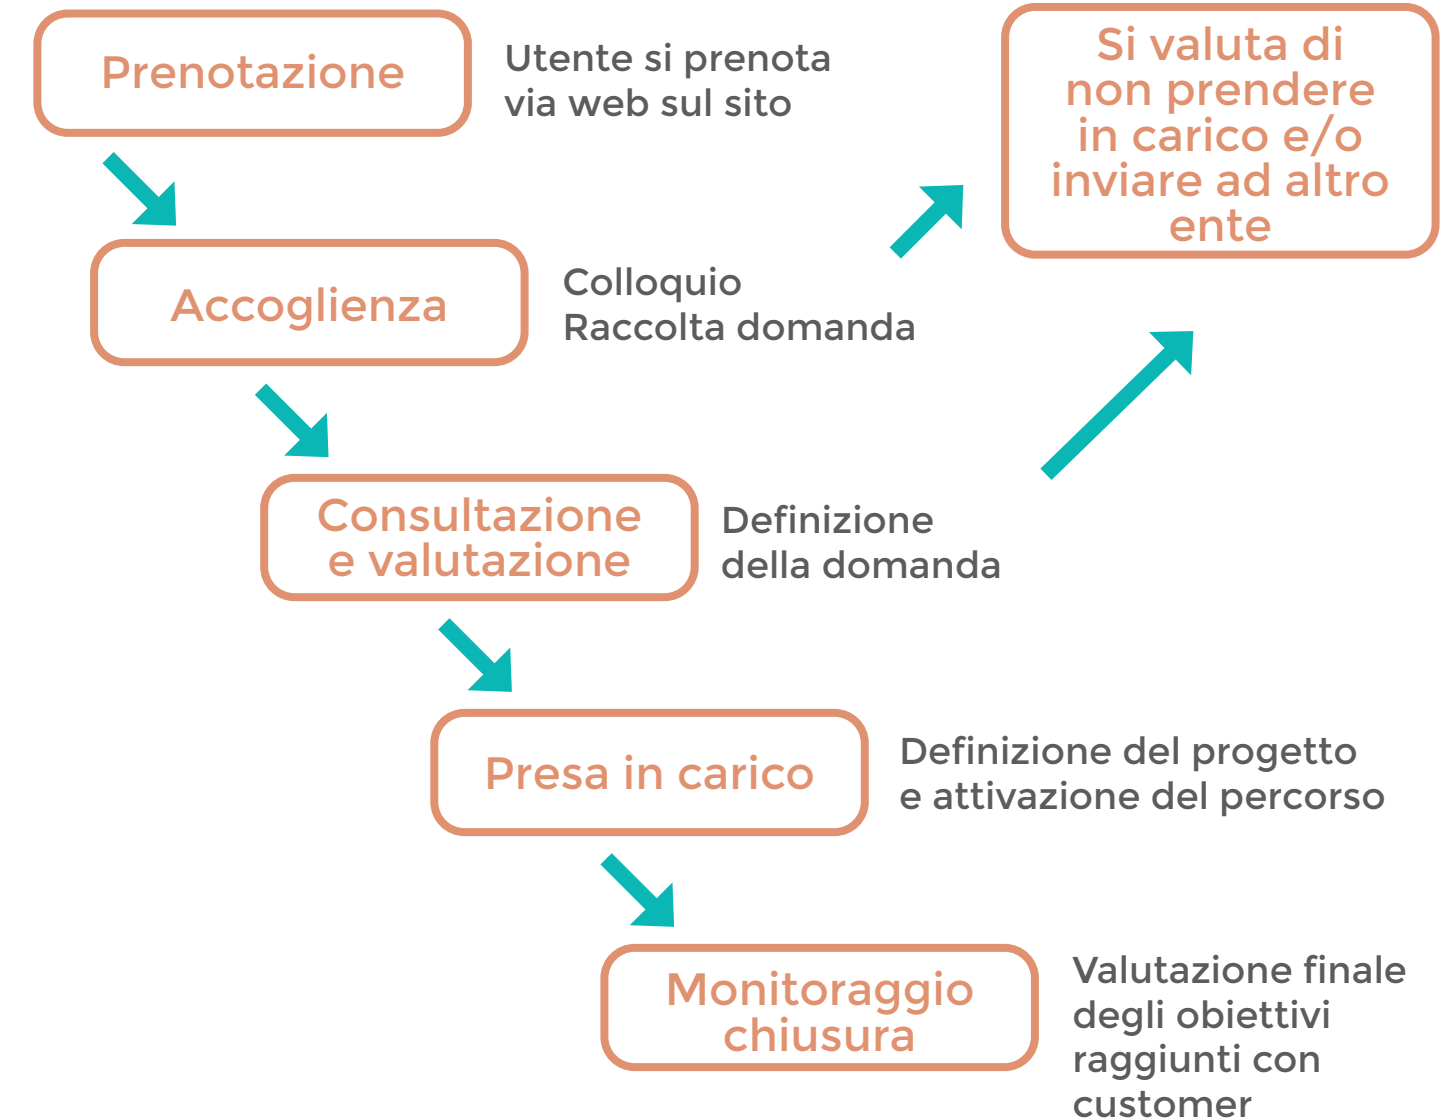 Prenotazione
Utente si prenota
via web sul sito
Si valuta di
non prendere
in carico e/o
inviare ad altro
ente
Accoglienza
Colloquio
Raccolta domanda
Consultazione
e valutazione
Definizione
della domanda
Presa in carico
Definizione del progetto
e attivazione del percorso
Monitoraggio
chiusura
Valutazione finale
degli obiettivi
raggiunti con
customer